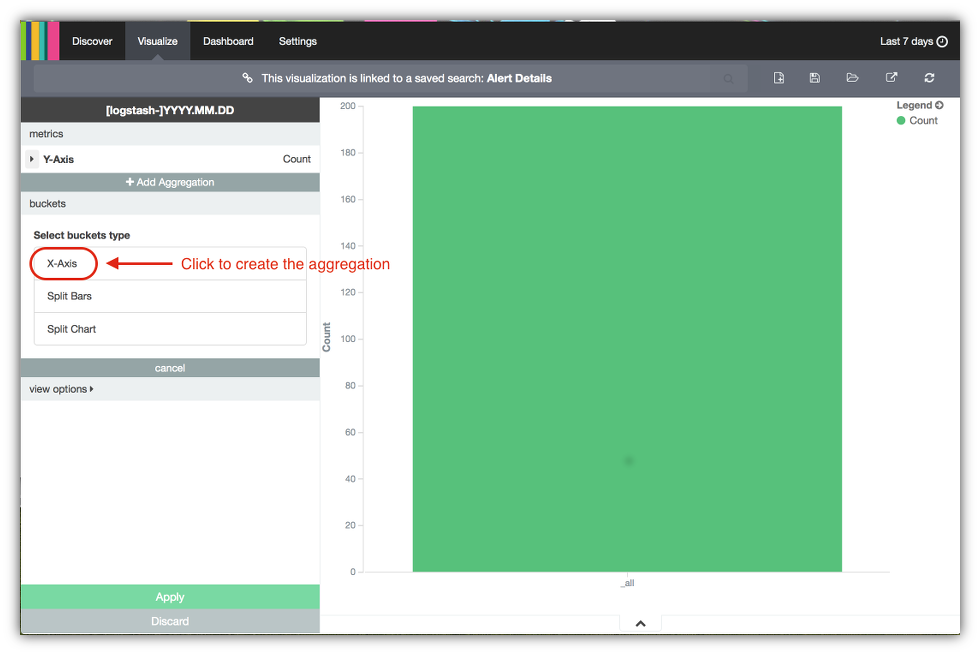 Discover Visualize Dashboard Settings Last 7 days
This visualization is linked to a saved search: Alert Details
[logstash-]YYYY.MM.DD
metrics
Y-Axis Count
Add Aggregation
buckets
Select buckets type
X-Axis
Click to create the aggregation
Split Bars
Split Chart
cancel
view options
Apply
Discard
Legend
Count
200
180
160
140
120
100
80
60
40
20
0
Count
_all